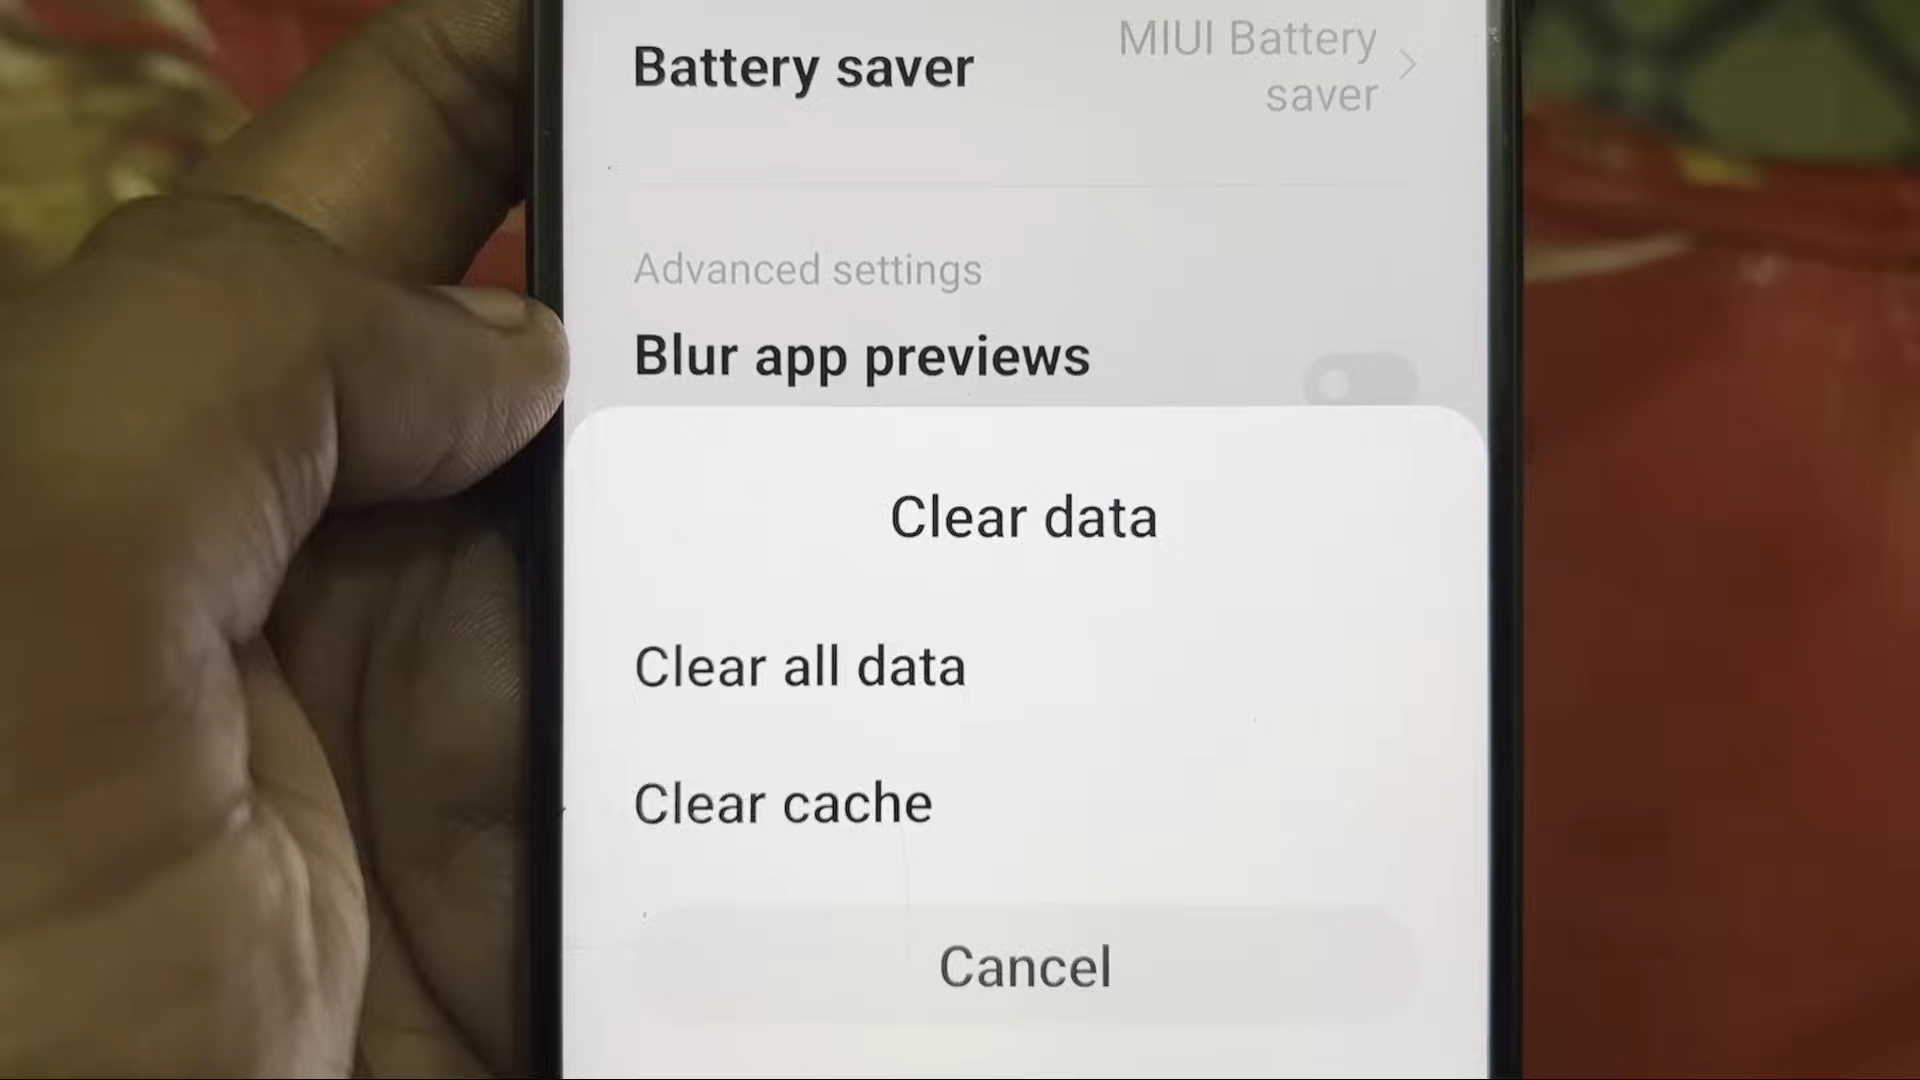 Battery saver
MIUI Battery
saver
Advanced settings
Blur app previews
Clear data
Clear all data
Clear cache
Cancel